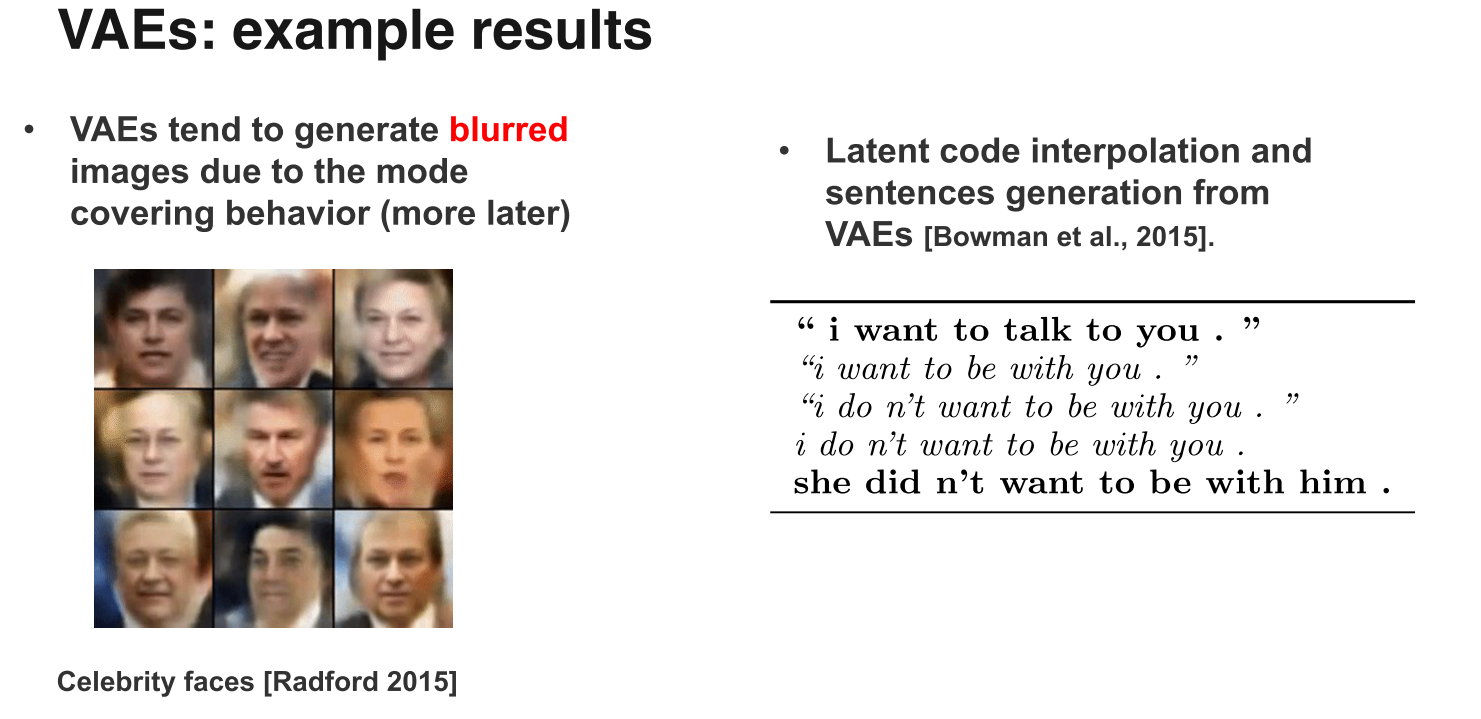 VAEs: example results
• VAEs tend to generate blurred
images due to the mode
covering behavior (more later)
Celebrity faces [Radford 2015]
• Latent code interpolation and
sentences generation from
VAEs [Bowman et al., 2015].
“ i want to talk to you . ”
“i want to be with you . ”
“i do n’t want to be with you . ”
i do n’t want to be with you .
she did n’t want to be with him .